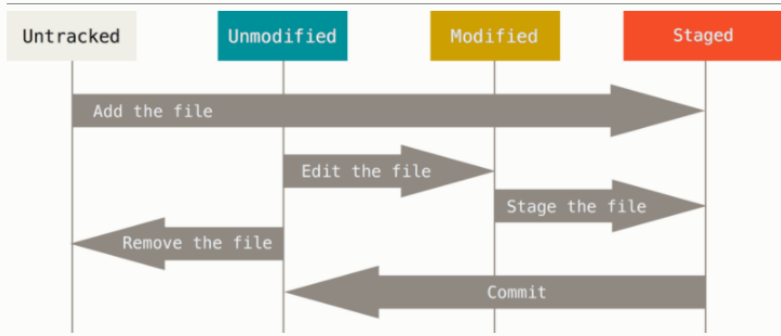 Untracked
Unmodified
Modified
Staged
Add the file
Edit the file
Stage the file
Remove the file
Commit